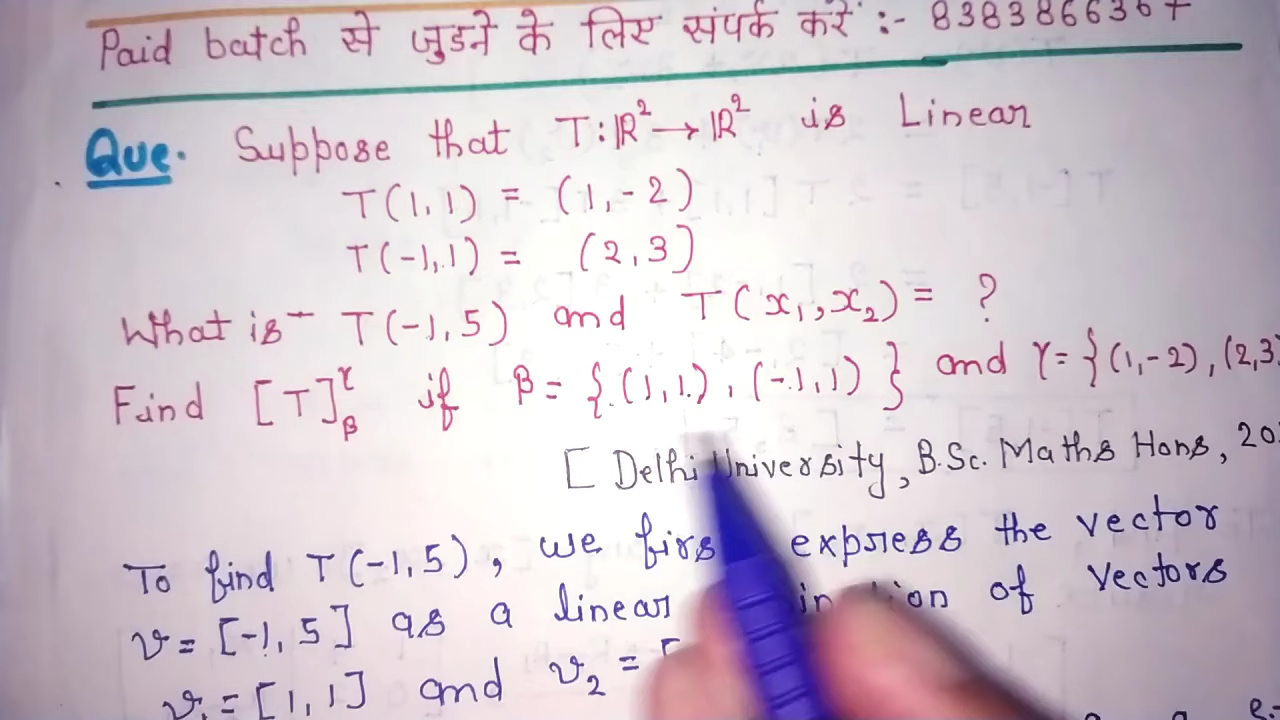 Paid batch से जुडने के लिए संपर्क करें :- 8383866367
Que. Suppose that T:ℝ²→ℝ² is Linear
T(1,1) = (1,-2)
T(-1,1) = (2,3)
What is T(-1,5) and T(x₁,x₂) = ?
Find [T]ᵧᵦ if β = {(1,1), (-1,1)} and γ = {(1,-2), (2,3
[Delhi University, B.Sc. Maths Hons, 20
To find T(-1,5), we first express the vector
v = [-1,5] as a linear of Vectors
v₁ = [1,1] and v₂ = [